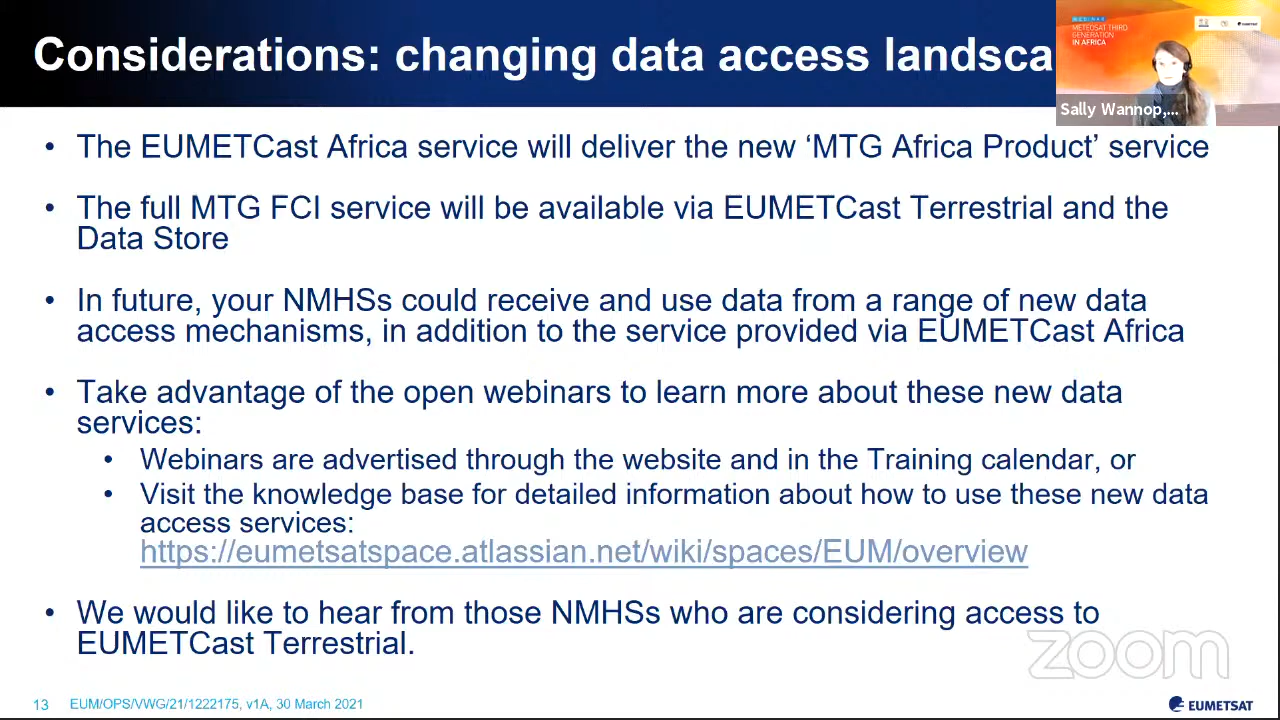 Considerations: changing data access landsca
WEBINAR
METEOSAT THIRD
GENERATION
IN AFRICA
EUMETSAT
Sally Wannop,...
• The EUMETCast Africa service will deliver the new ‘MTG Africa Product’ service
• The full MTG FCI service will be available via EUMETCast Terrestrial and the
Data Store
• In future, your NMHSs could receive and use data from a range of new data
access mechanisms, in addition to the service provided via EUMETCast Africa
• Take advantage of the open webinars to learn more about these new data
services:
• Webinars are advertised through the website and in the Training calendar, or
• Visit the knowledge base for detailed information about how to use these new data
access services:
https://eumetsatspace.atlassian.net/wiki/spaces/EUM/overview
• We would like to hear from those NMHSs who are considering access to
EUMETCast Terrestrial.
zoom
13 EUM/OPS/VWG/21/1222175, v1A, 30 March 2021
EUMETSAT